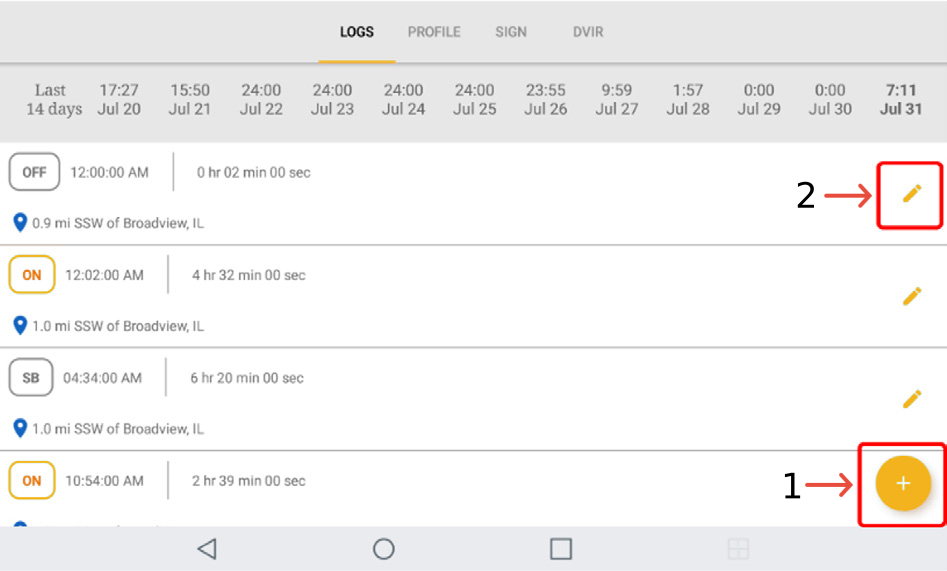 LOGS PROFILE SIGN DVIR
Last 17:27 15:50 24:00 24:00 24:00 24:00 23:55 9:59 1:57 0:00 0:00 7:11
14 days Jul 20 Jul 21 Jul 22 Jul 23 Jul 24 Jul 25 Jul 26 Jul 27 Jul 28 Jul 29 Jul 30 Jul 31
OFF 12:00:00 AM 0 hr 02 min 00 sec
2
0.9 mi SSW of Broadview, IL
ON 12:02:00 AM 4 hr 32 min 00 sec
1.0 mi SSW of Broadview, IL
SB 04:34:00 AM 6 hr 20 min 00 sec
1.0 mi SSW of Broadview, IL
ON 10:54:00 AM 2 hr 39 min 00 sec
1 +